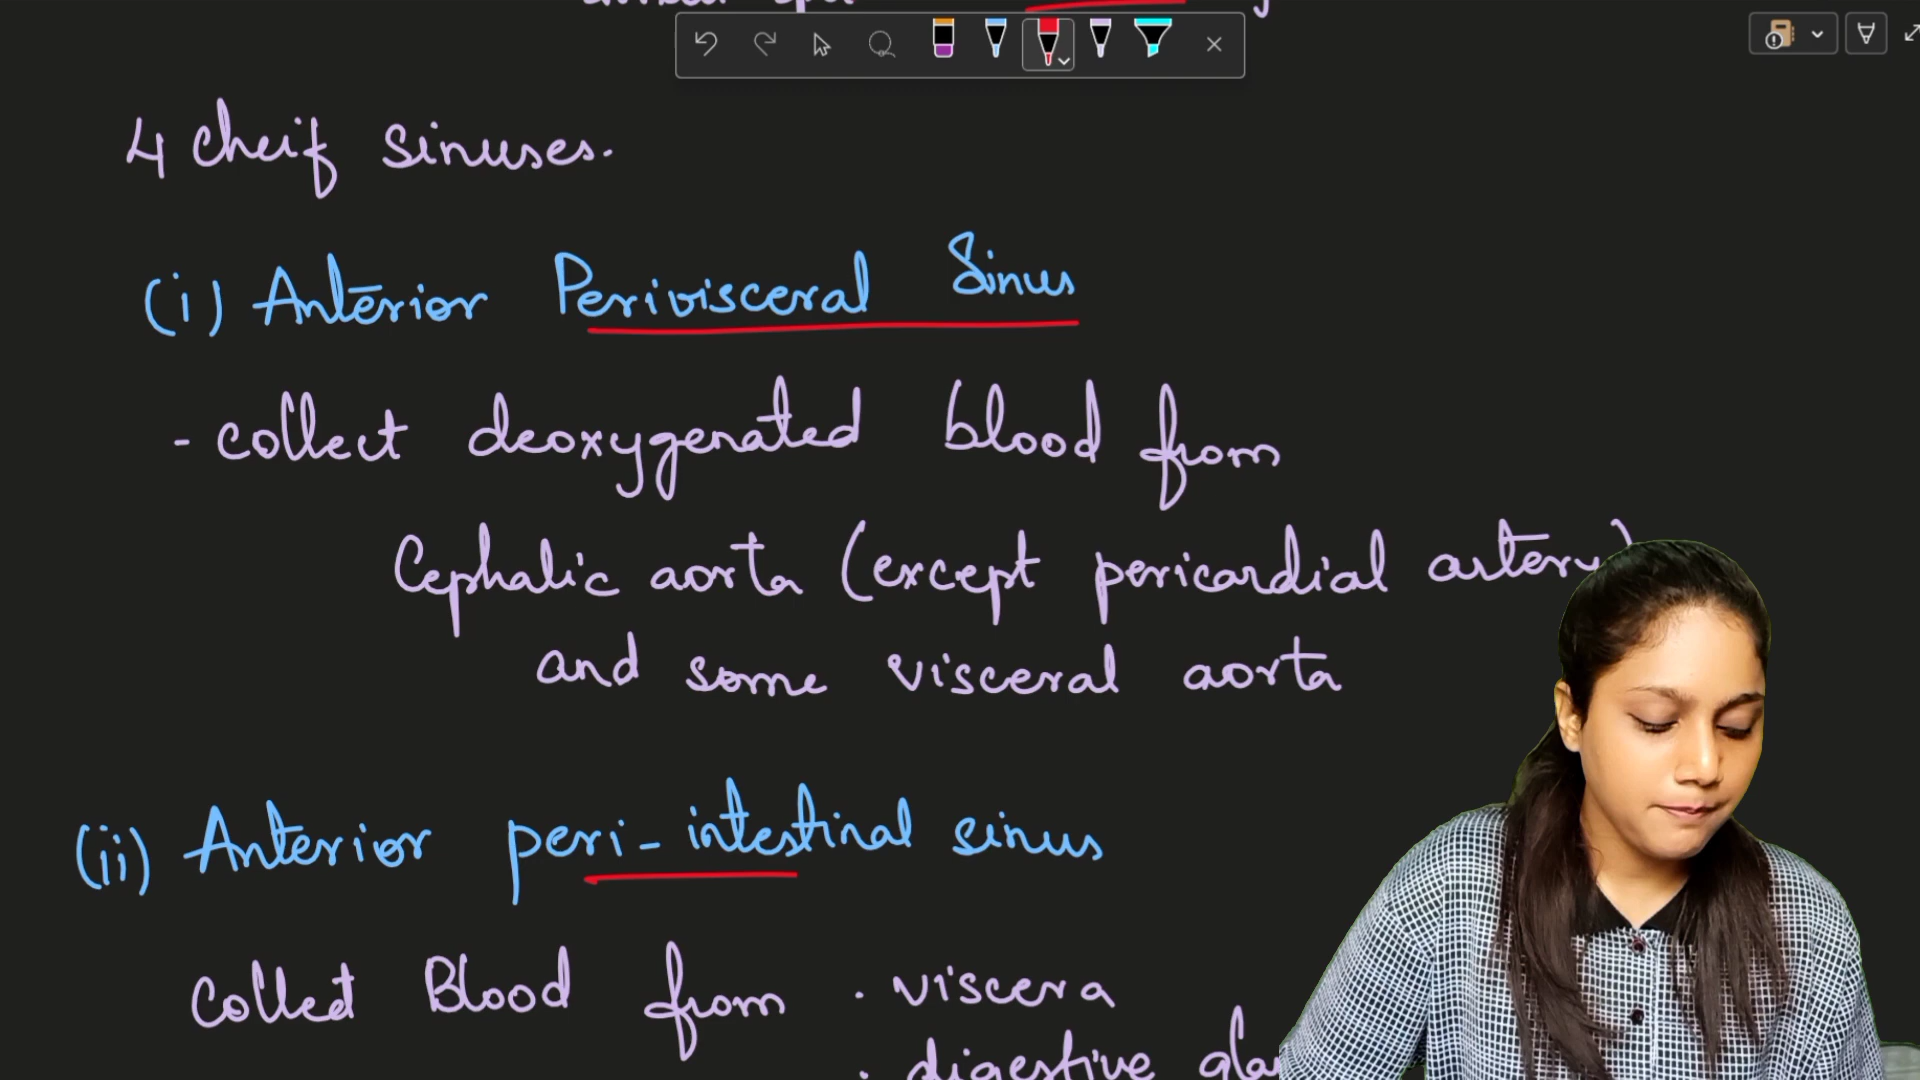 4 cheif sinuses.
(i) Anterior Perivisceral Sinus
- collect deoxygenated blood from
Cephalic aorta (except pericardial artery)
and some visceral aorta
(ii) Anterior peri-intestinal sinus
Collect Blood from . viscera
. digestive